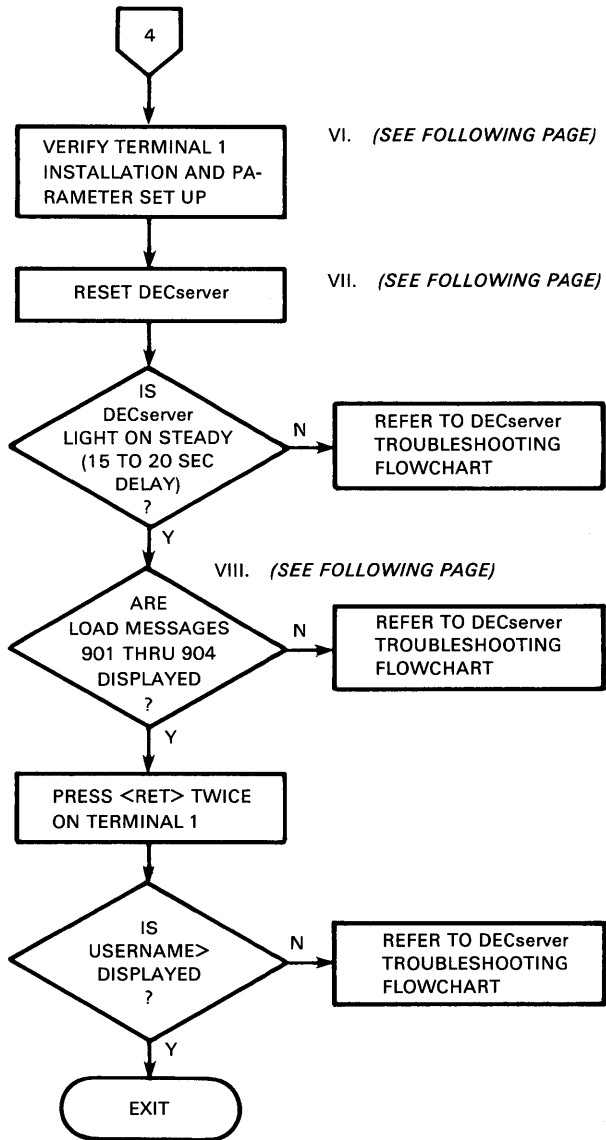 4
VERIFY TERMINAL 1
INSTALLATION AND PA-
RAMETER SET UP
VI. (SEE FOLLOWING PAGE)
RESET DECserver
VII. (SEE FOLLOWING PAGE)
IS
DECserver
LIGHT ON STEADY
(15 TO 20 SEC
DELAY)
?
N
REFER TO DECserver
TROUBLESHOOTING
FLOWCHART
Y
VIII. (SEE FOLLOWING PAGE)
ARE
LOAD MESSAGES
901 THRU 904
DISPLAYED
?
N
REFER TO DECserver
TROUBLESHOOTING
FLOWCHART
Y
PRESS <RET> TWICE
ON TERMINAL 1
IS
USERNAME>
DISPLAYED
?
N
REFER TO DECserver
TROUBLESHOOTING
FLOWCHART
Y
EXIT